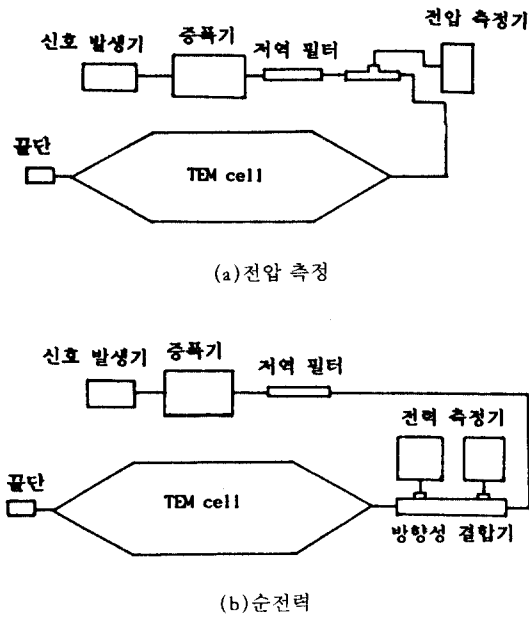 전압 측정기
신호 발생기
증폭기
저역 필터
끝단
TEM cell
(a)전압 측정
신호 발생기
증폭기
저역 필터
전력 측정기
끝단
TEM cell
방향성 결합기
(b)순전력